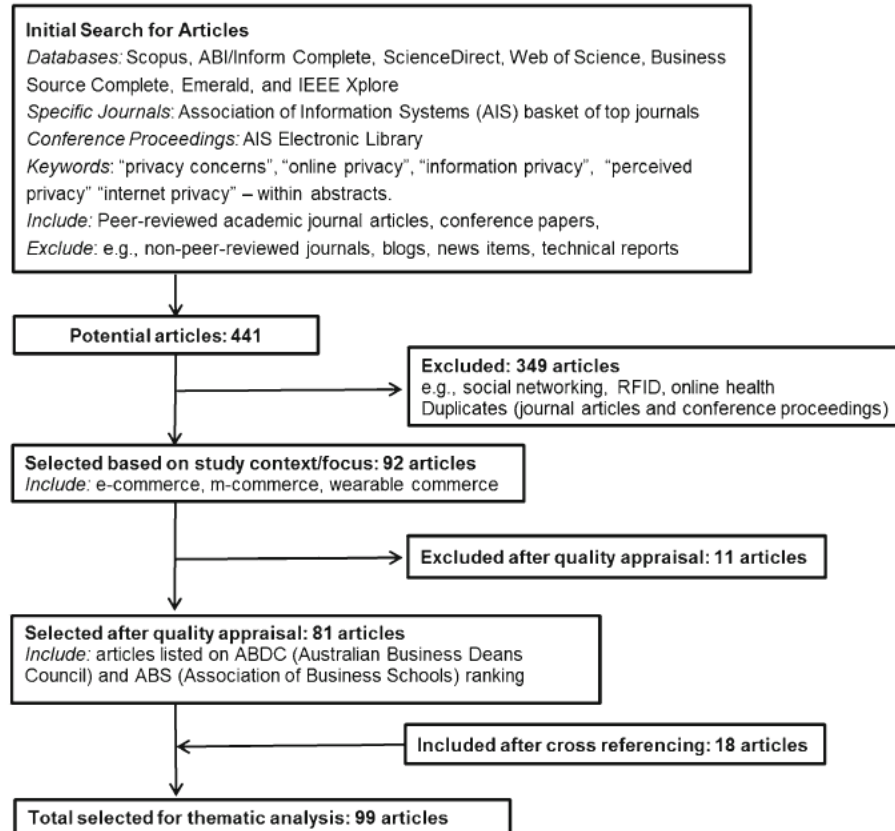 Initial Search for Articles
Databases: Scopus, ABI/Inform Complete, ScienceDirect, Web of Science, Business
Source Complete, Emerald, and IEEE Xplore
Specific Journals: Association of Information Systems (AIS) basket of top journals
Conference Proceedings: AIS Electronic Library
Keywords: “privacy concerns”, “online privacy”, “information privacy”, “perceived
privacy” “internet privacy” – within abstracts.
Include: Peer-reviewed academic journal articles, conference papers,
Exclude: e.g., non-peer-reviewed journals, blogs, news items, technical reports
Potential articles: 441
Excluded: 349 articles
e.g., social networking, RFID, online health
Duplicates (journal articles and conference proceedings)
Selected based on study context/focus: 92 articles
Include: e-commerce, m-commerce, wearable commerce
Excluded after quality appraisal: 11 articles
Selected after quality appraisal: 81 articles
Include: articles listed on ABDC (Australian Business Deans
Council) and ABS (Association of Business Schools) ranking
Included after cross referencing: 18 articles
Total selected for thematic analysis: 99 articles